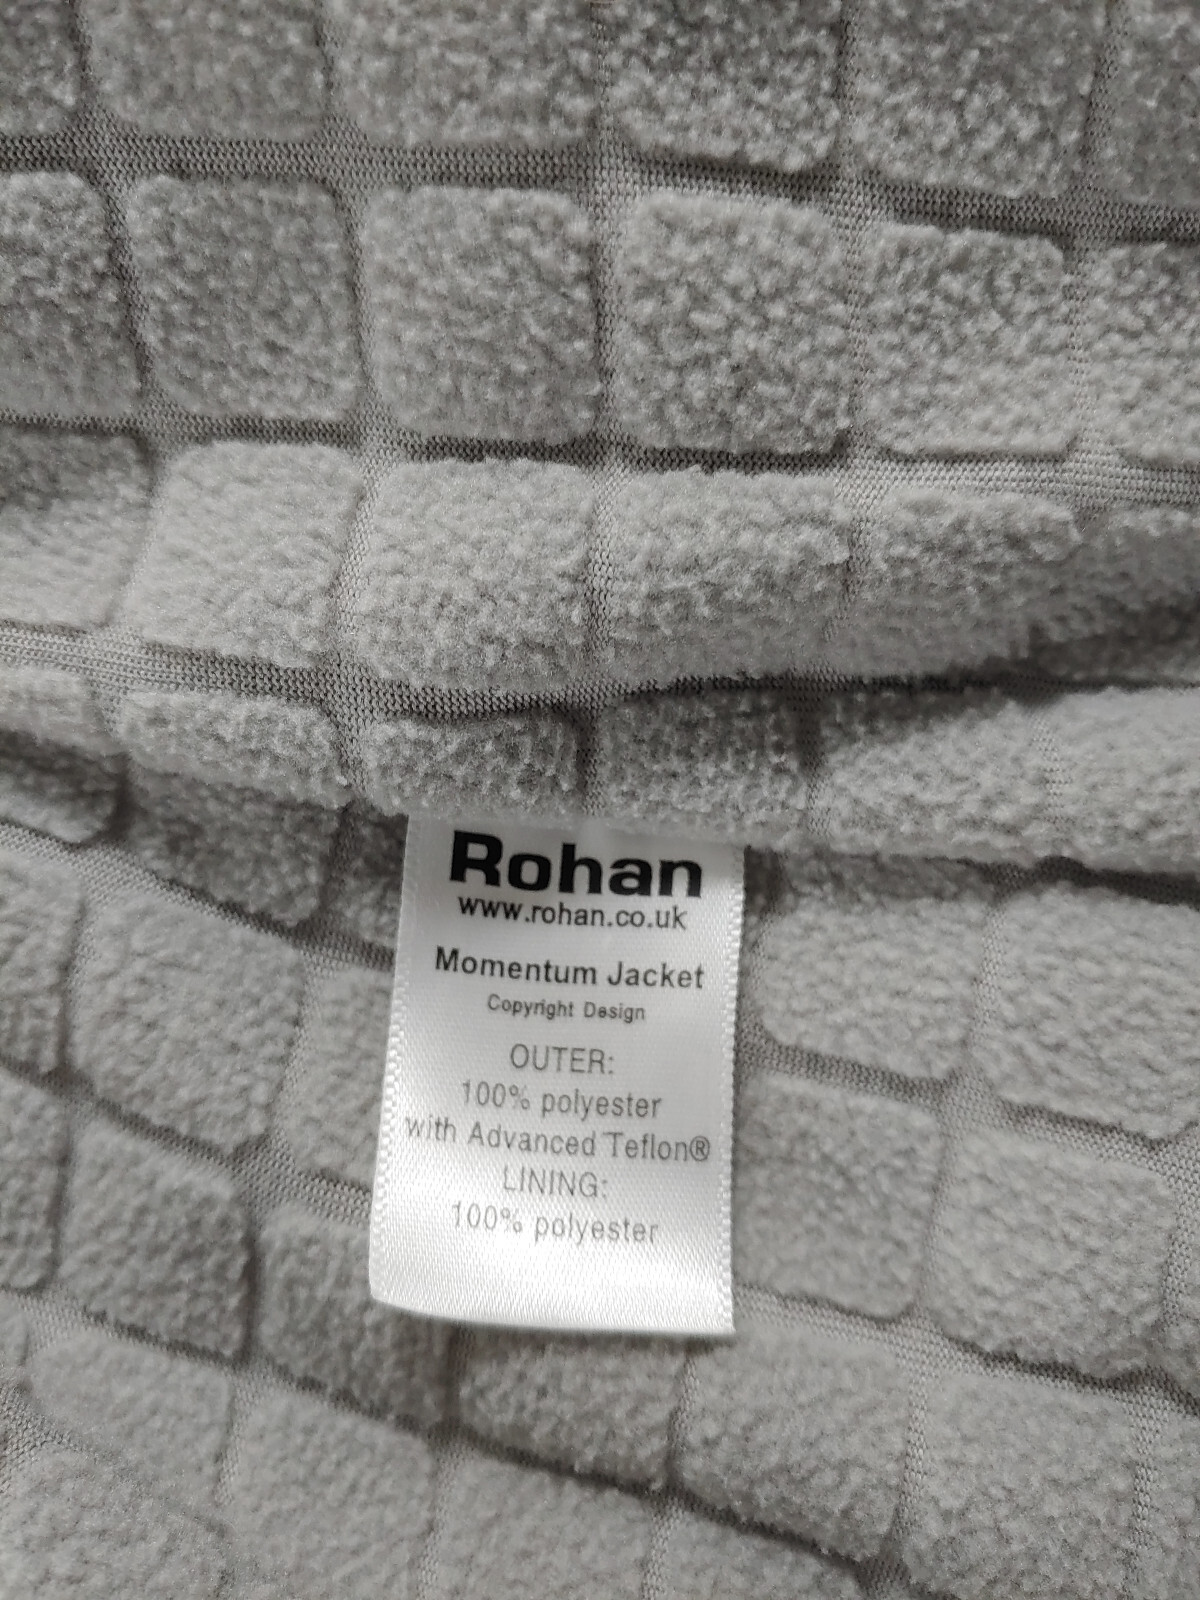 Rohan
www.rohan.co.uk
Momentum Jacket
Copyright Design
OUTER:
100% polyester
with Advanced Teflon®
LINING:
100% polyester